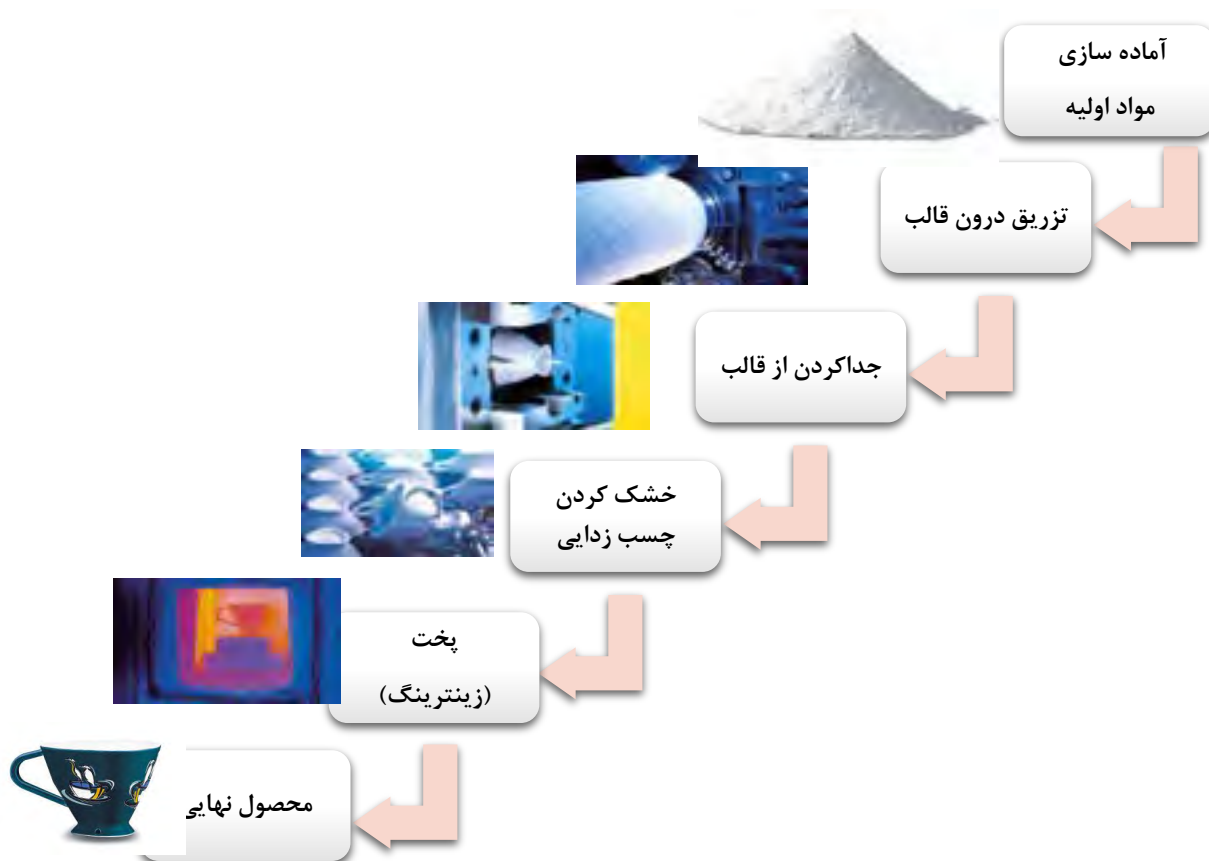 آماده سازی
مواد اولیه
تزریق درون قالب
جداکردن از قالب
خشک کردن
چسب زدایی
پخت
(زینترینگ)
محصول نهایی